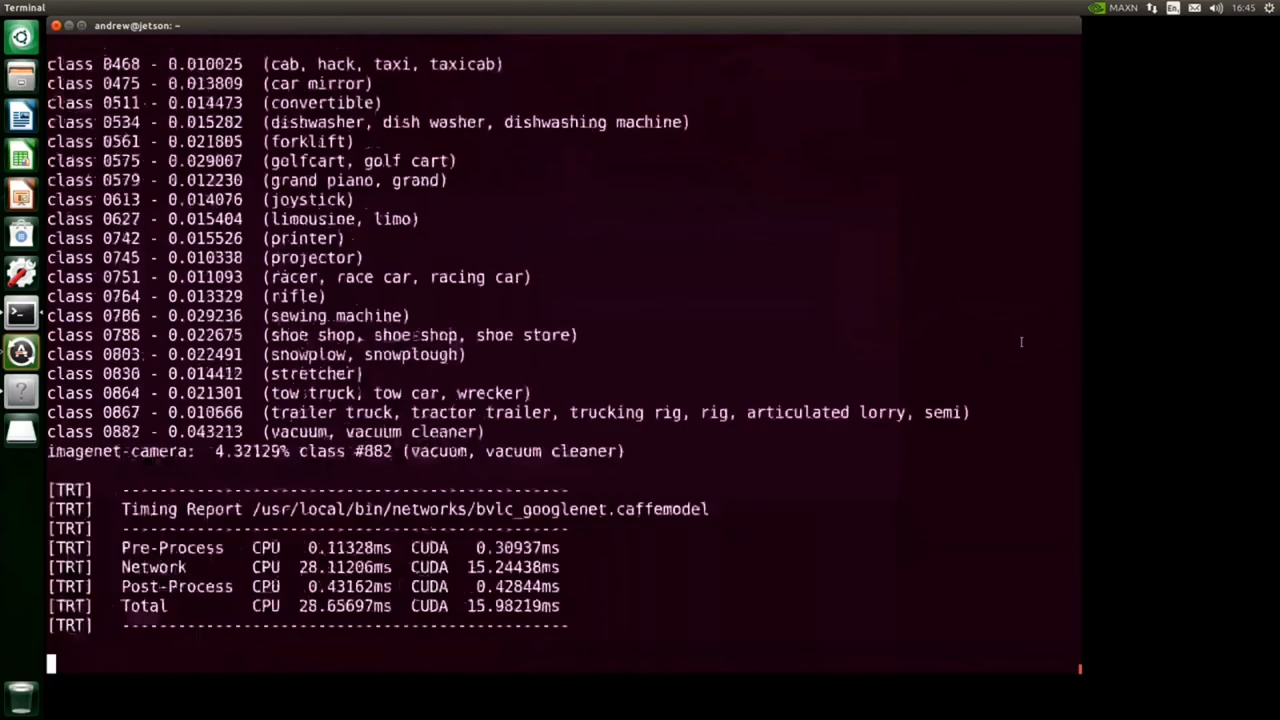 Terminal
MAXN
En
16:45
andrew@jetson: ~
class 0468 - 0.010025 (cab, hack, taxi, taxicab)
class 0475 - 0.013809 (car mirror)
class 0511 - 0.014473 (convertible)
class 0534 - 0.015282 (dishwasher, dish washer, dishwashing machine)
class 0561 - 0.021805 (forklift)
class 0575 - 0.029007 (golfcart, golf cart)
class 0579 - 0.012230 (grand piano, grand)
class 0613 - 0.014076 (joystick)
class 0627 - 0.015404 (limousine, limo)
class 0742 - 0.015526 (printer)
class 0745 - 0.010338 (projector)
class 0751 - 0.011093 (racer, race car, racing car)
class 0764 - 0.013329 (rifle)
class 0786 - 0.029236 (sewing machine)
class 0788 - 0.022675 (shoe shop, shoe-shop, shoe store)
class 0803 - 0.022491 (snowplow, snowplough)
class 0830 - 0.014412 (stretcher)
class 0864 - 0.021301 (tow truck, tow car, wrecker)
class 0867 - 0.010666 (trailer truck, tractor trailer, trucking rig, rig, articulated lorry, semi)
class 0882 - 0.043213 (vacuum, vacuum cleaner)
imagenet-camera: 4.32129% class #882 (vacuum, vacuum cleaner)
[TRT] ------------------------------------------------
[TRT] Timing Report /usr/local/bin/networks/bvlc_googlenet.caffemodel
[TRT] ------------------------------------------------
[TRT] Pre-Process CPU 0.11328ms CUDA 0.30937ms
[TRT] Network CPU 28.11206ms CUDA 15.24438ms
[TRT] Post-Process CPU 0.43162ms CUDA 0.42844ms
[TRT] Total CPU 28.65697ms CUDA 15.98219ms
[TRT] ------------------------------------------------